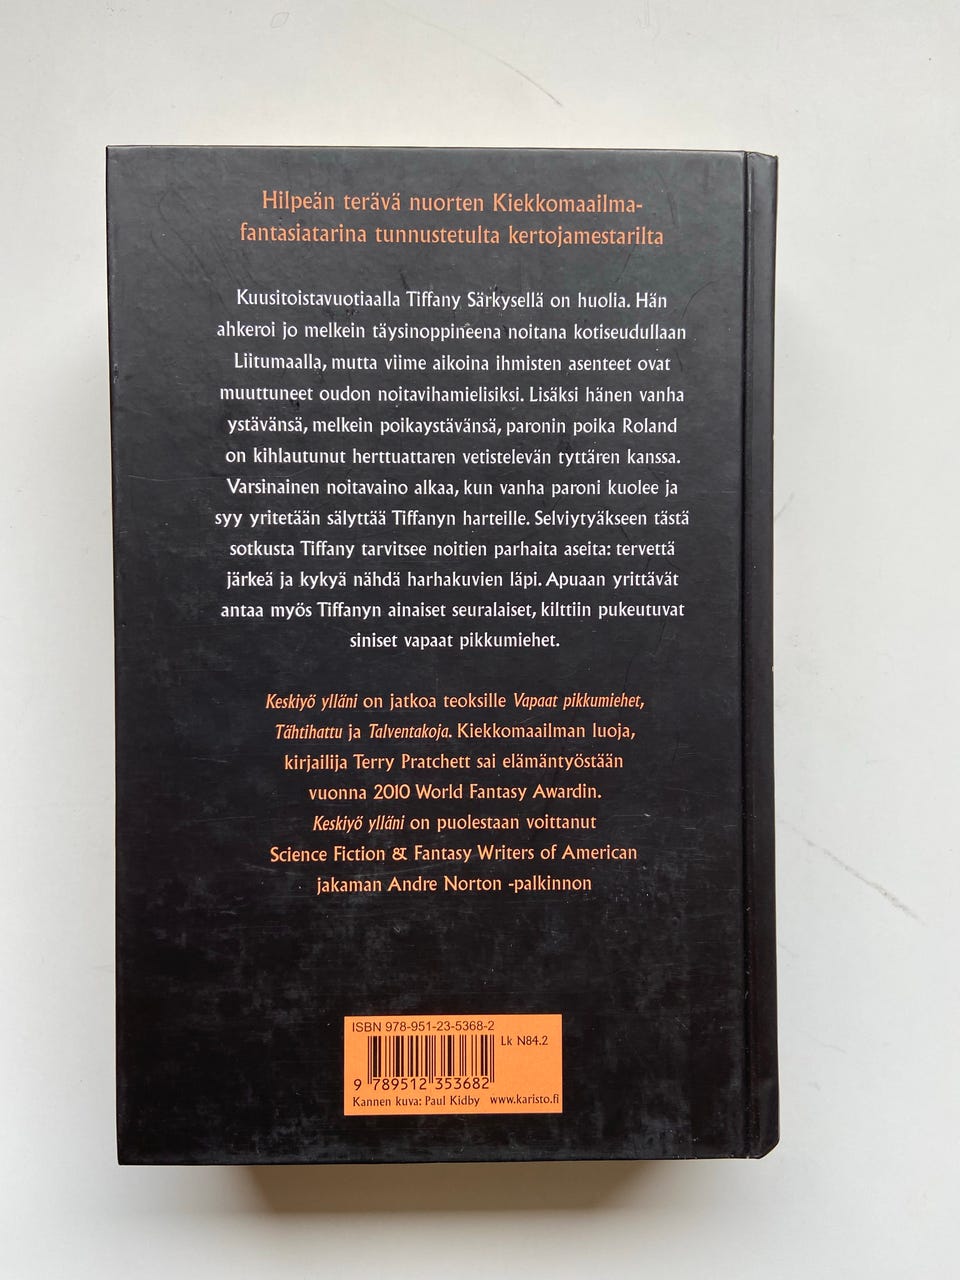 Hilpeän terävä nuorten Kiekkomaailma-
fantasiatarina tunnustetulta kertojamestarilta
Kuusitoistavuotiaalla Tiffany Särkysellä on huolia. Hän
ahkeroi jo melkein täysinoppineena noitana kotiseudullaan
Liitumaalla, mutta viime aikoina ihmisten asenteet ovat
muuttuneet oudon noitavihamielisiksi. Lisäksi hänen vanha
ystävänsä, melkein poikaystävänsä, paronin poika Roland
on kihlautunut herttuattaren vetistelevän tyttären kanssa.
Varsinainen noitavaino alkaa, kun vanha paroni kuolee ja
syy yritetään sälyttää Tiffanyn harteille. Selviytyäkseen tästä
sotkusta Tiffany tarvitsee noitien parhaita aseita: tervettä
järkeä ja kykyä nähdä harhakuvien läpi. Apuaan yrittävät
antaa myös Tiffanyn ainaiset seuralaiset, kilttiin pukeutuvat
siniset vapaat pikkumiehet.
Keskiyö ylläni on jatkoa teoksille Vapaat pikkumiehet,
Tähtihattu ja Talventakoja. Kiekkomaailman luoja,
kirjailija Terry Pratchett sai elämäntyöstään
vuonna 2010 World Fantasy Awardin.
Keskiyö ylläni on puolestaan voittanut
Science Fiction & Fantasy Writers of American
jakaman Andre Norton -palkinnon
ISBN 978-951-23-5368-2
Lk N84.2
9 789512 353682
Kannen kuva: Paul Kidby www.karisto.fi